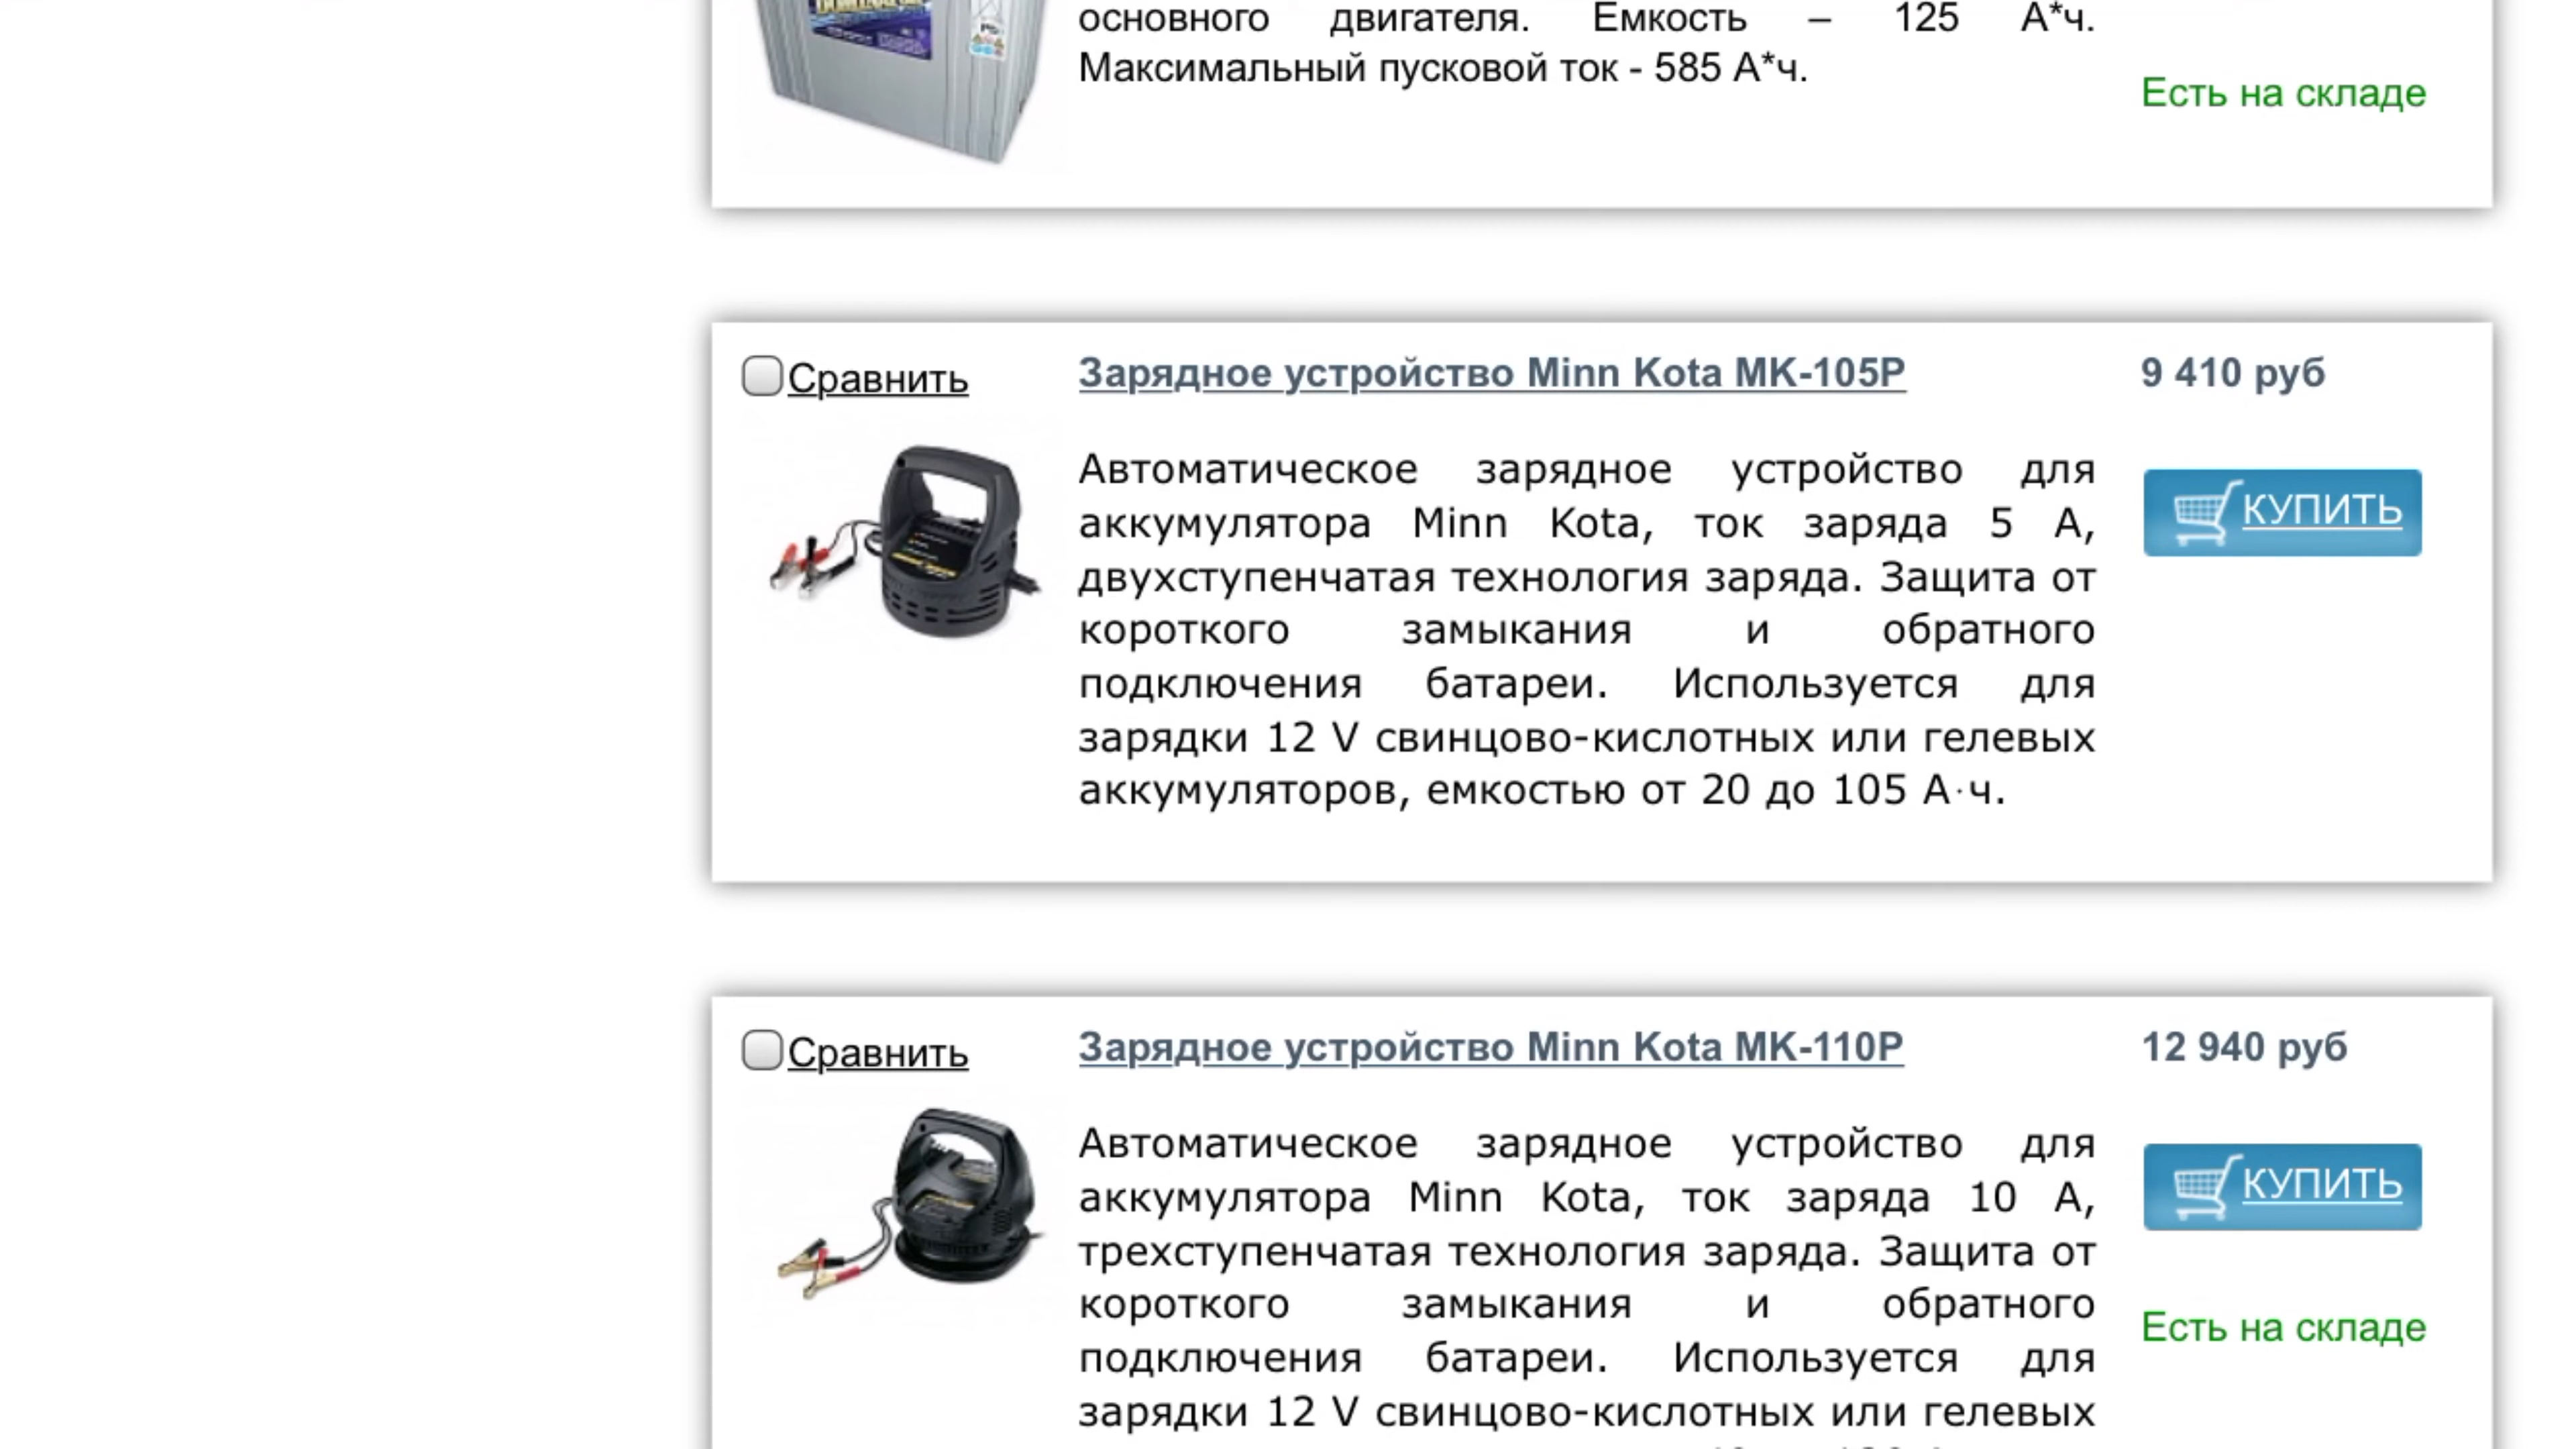 основного двигателя. Емкость – 125 А*ч.
Максимальный пусковой ток - 585 А*ч.
Есть на складе
Сравнить
Зарядное устройство Minn Kota MK-105P
9 410 руб
Автоматическое зарядное устройство для
аккумулятора Minn Kota, ток заряда 5 А,
двухступенчатая технология заряда. Защита от
короткого замыкания и обратного
подключения батареи. Используется для
зарядки 12 V свинцово-кислотных или гелевых
аккумуляторов, емкостью от 20 до 105 А·ч.
КУПИТЬ
Сравнить
Зарядное устройство Minn Kota MK-110P
12 940 руб
Автоматическое зарядное устройство для
аккумулятора Minn Kota, ток заряда 10 А,
трехступенчатая технология заряда. Защита от
короткого замыкания и обратного
подключения батареи. Используется для
зарядки 12 V свинцово-кислотных или гелевых
КУПИТЬ
Есть на складе